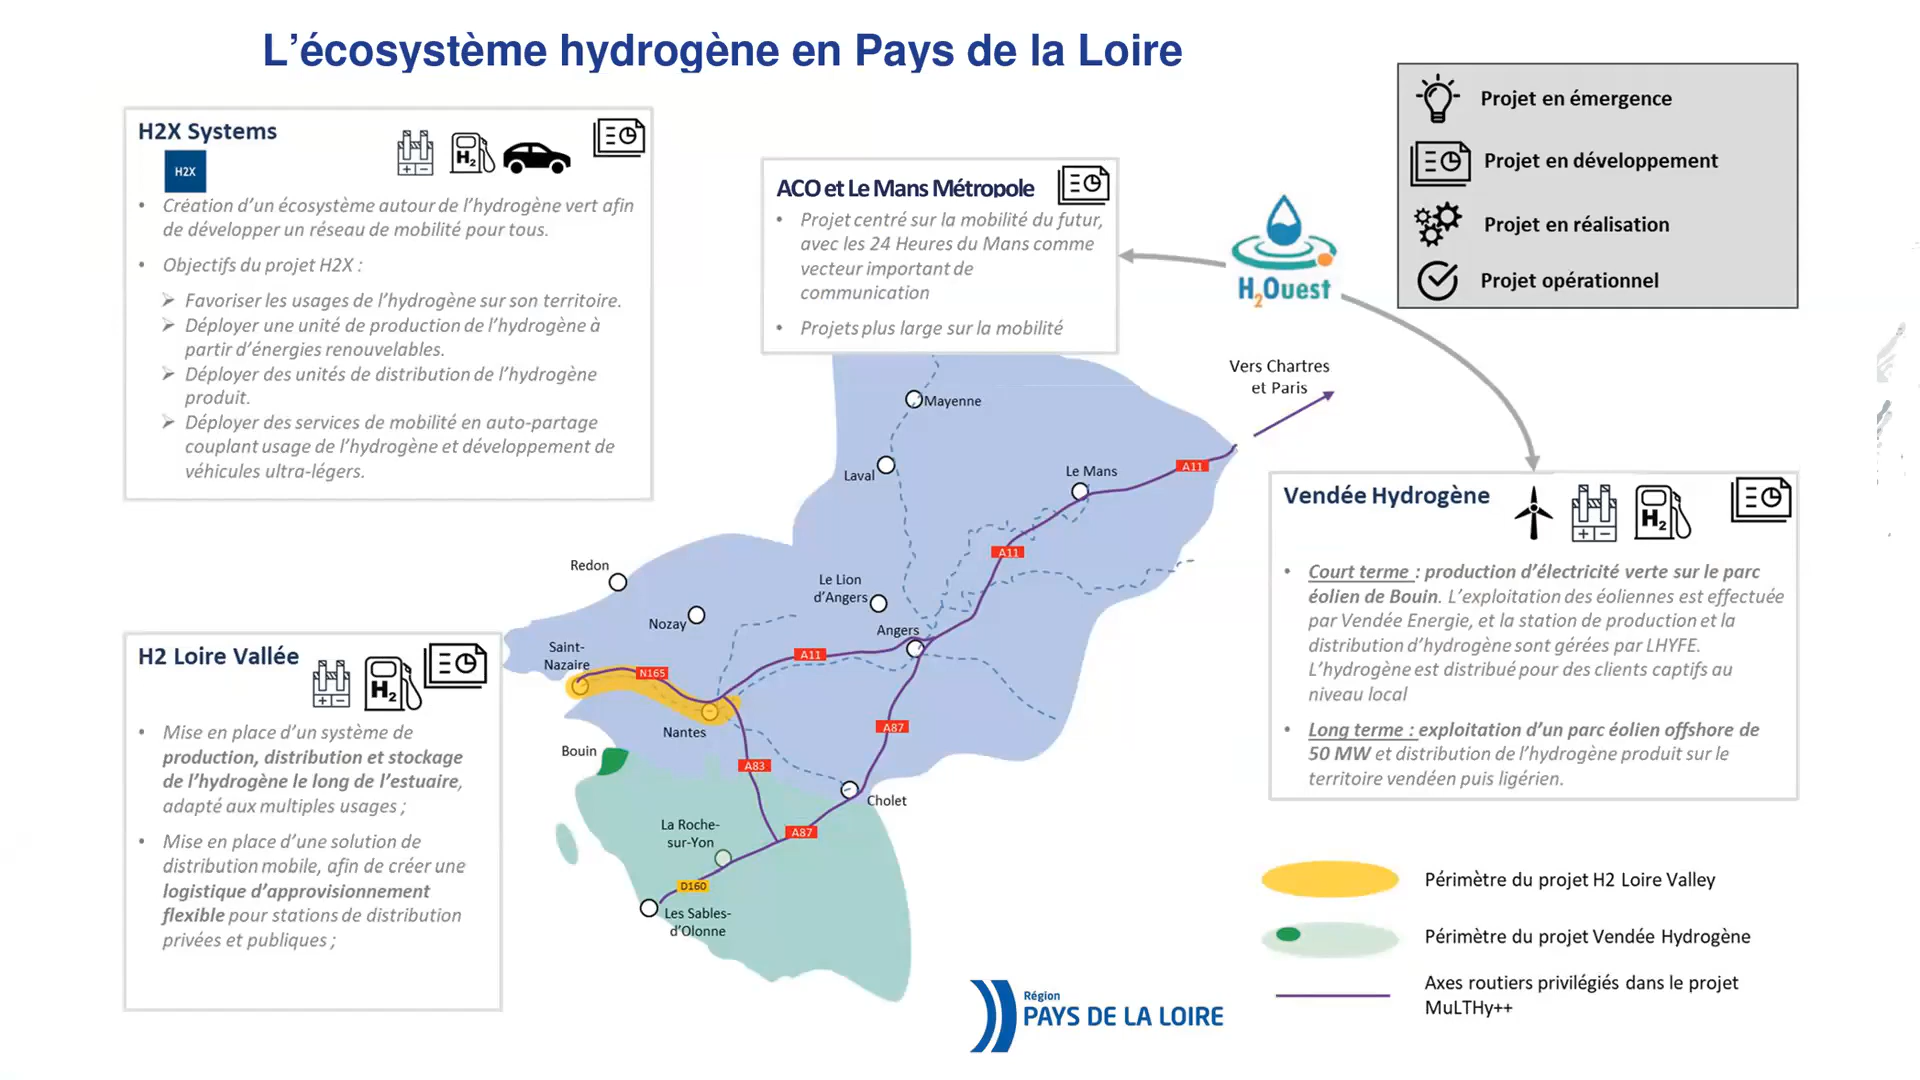 L’écosystème hydrogène en Pays de la Loire
H2X Systems
H2
H2X
• Création d’un écosystème autour de l’hydrogène vert afin
de développer un réseau de mobilité pour tous.
• Objectifs du projet H2X :
Favoriser les usages de l’hydrogène sur son territoire.
Déployer une unité de production de l’hydrogène à
partir d’énergies renouvelables.
Déployer des unités de distribution de l’hydrogène
produit.
Déployer des services de mobilité en auto-partage
couplant usage de l’hydrogène et développement de
véhicules ultra-légers.
ACO et Le Mans Métropole
• Projet centré sur la mobilité du futur,
avec les 24 Heures du Mans comme
vecteur important de
communication
• Projets plus large sur la mobilité
H2Ouest
Projet en émergence
Projet en développement
Projet en réalisation
Projet opérationnel
Vers Chartres
et Paris
Mayenne
Laval
Le Mans
A11
A11
Redon
Le Lion
d’Angers
Nozay
Angers
Saint-
Nazaire
N165
A11
Nantes
A87
Bouin
A83
Cholet
La Roche-
sur-Yon
A87
D160
Les Sables-
d’Olonne
H2 Loire Vallée
H2
• Mise en place d’un système de
production, distribution et stockage
de l’hydrogène le long de l’estuaire,
adapté aux multiples usages ;
• Mise en place d’une solution de
distribution mobile, afin de créer une
logistique d’approvisionnement
flexible pour stations de distribution
privées et publiques ;
Vendée Hydrogène
H2
• Court terme : production d’électricité verte sur le parc
éolien de Bouin. L’exploitation des éoliennes est effectuée
par Vendée Energie, et la station de production et la
distribution d’hydrogène sont gérées par LHYFE.
L’hydrogène est distribué pour des clients captifs au
niveau local
• Long terme : exploitation d’un parc éolien offshore de
50 MW et distribution de l’hydrogène produit sur le
territoire vendéen puis ligérien.
Périmètre du projet H2 Loire Valley
Périmètre du projet Vendée Hydrogène
Axes routiers privilégiés dans le projet
MuLTHy++
Région
PAYS DE LA LOIRE